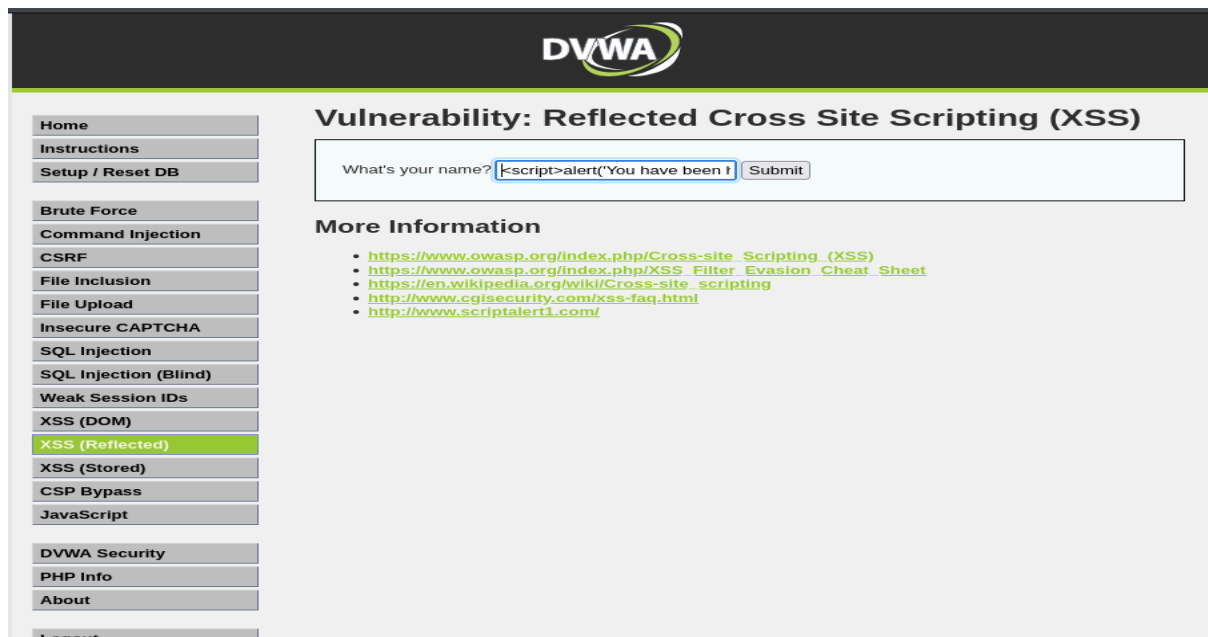 DVWA
Vulnerability: Reflected Cross Site Scripting (XSS)
What's your name? <script>alert('You have been Submit
More Information
https://www.owasp.org/index.php/Cross-site_Scripting_(XSS)
https://www.owasp.org/index.php/XSS_Filter_Evasion_Cheat_Sheet
https://en.wikipedia.org/wiki/Cross-site_scripting
http://www.cgisecurity.com/xss-faq.html
http://www.scriptalert1.com/
Home
Instructions
Setup / Reset DB
Brute Force
Command Injection
CSRF
File Inclusion
File Upload
Insecure CAPTCHA
SQL Injection
SQL Injection (Blind)
Weak Session IDs
XSS (DOM)
XSS (Reflected)
XSS (Stored)
CSP Bypass
JavaScript
DVWA Security
PHP Info
About